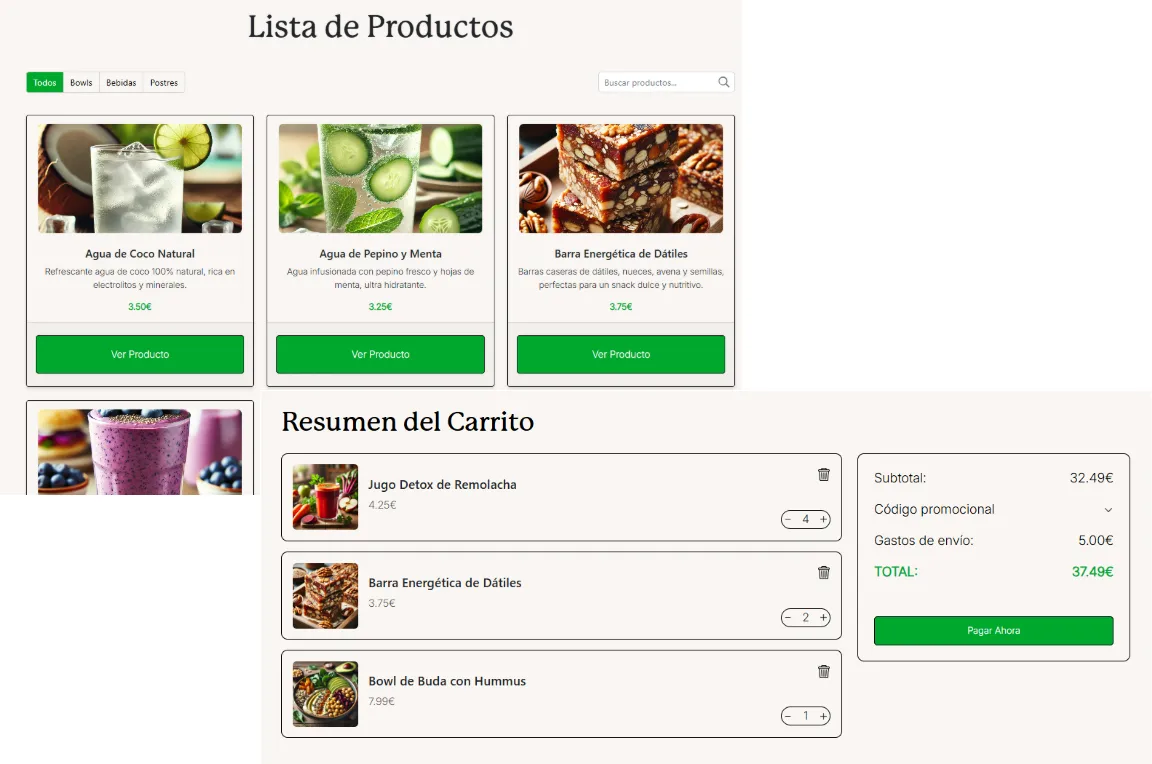 Lista de Productos
Todos Bowls Bebidas Postres
Buscar productos...
Agua de Coco Natural
Refrescante agua de coco 100% natural, rica en
electrolitos y minerales.
3.50€
Ver Producto
Agua de Pepino y Menta
Agua infusionada con pepino fresco y hojas de
menta, ultra hidratante.
3.25€
Ver Producto
Barra Energética de Dátiles
Barras caseras de dátiles, nueces, avena y semillas,
perfectas para un snack dulce y nutritivo.
3.75€
Ver Producto
Resumen del Carrito
Jugo Detox de Remolacha
4.25€
− 4 +
Barra Energética de Dátiles
3.75€
− 2 +
Bowl de Buda con Hummus
7.99€
− 1 +
Subtotal: 32.49€
Código promocional
Gastos de envío: 5.00€
TOTAL: 37.49€
Pagar Ahora